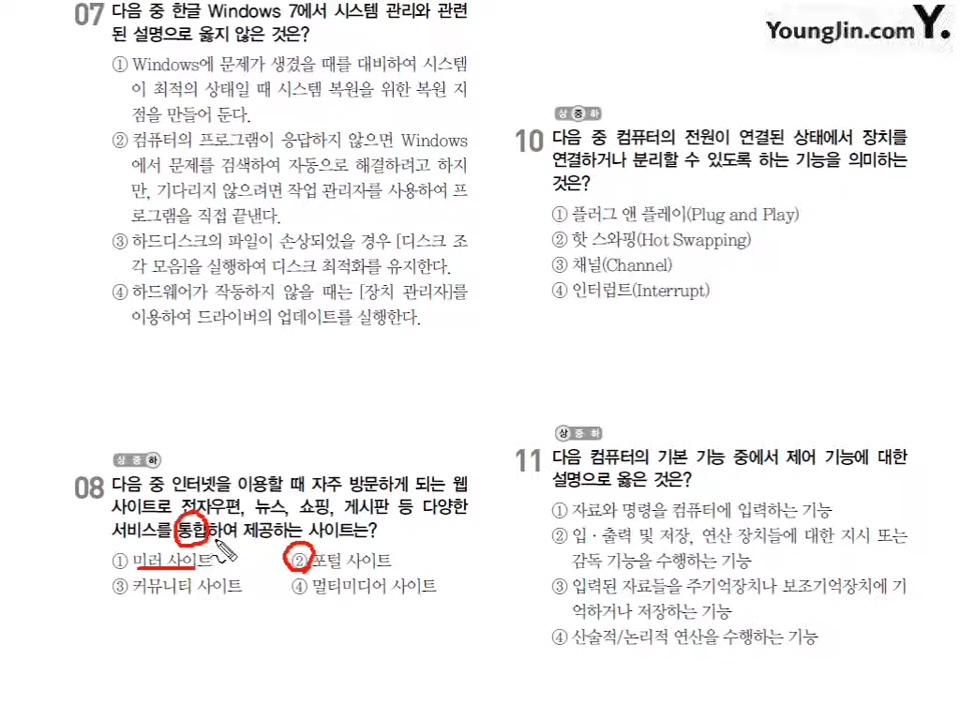 07 다음 중 한글 Windows 7에서 시스템 관리와 관련
된 설명으로 옳지 않은 것은?
① Windows에 문제가 생겼을 때를 대비하여 시스템
이 최적의 상태일 때 시스템 복원을 위한 복원 지
점을 만들어 둔다.
② 컴퓨터의 프로그램이 응답하지 않으면 Windows
에서 문제를 검색하여 자동으로 해결하려고 하지
만, 기다리지 않으려면 작업 관리자를 사용하여 프
로그램을 직접 끝낸다.
③ 하드디스크의 파일이 손상되었을 경우 [디스크 조
각 모음]을 실행하여 디스크 최적화를 유지한다.
④ 하드웨어가 작동하지 않을 때는 [장치 관리자]를
이용하여 드라이버의 업데이트를 실행한다.
상 중 하
08 다음 중 인터넷을 이용할 때 자주 방문하게 되는 웹
사이트로 전자우편, 뉴스, 쇼핑, 게시판 등 다양한
서비스를 통합하여 제공하는 사이트는?
① 미러 사이트 ② 포털 사이트
③ 커뮤니티 사이트 ④ 멀티미디어 사이트
YoungJin.com Y.
상 중 하
10 다음 중 컴퓨터의 전원이 연결된 상태에서 장치를
연결하거나 분리할 수 있도록 하는 기능을 의미하는
것은?
① 플러그 앤 플레이(Plug and Play)
② 핫 스와핑(Hot Swapping)
③ 채널(Channel)
④ 인터럽트(Interrupt)
상 중 하
11 다음 컴퓨터의 기본 기능 중에서 제어 기능에 대한
설명으로 옳은 것은?
① 자료와 명령을 컴퓨터에 입력하는 기능
② 입 · 출력 및 저장, 연산 장치들에 대한 지시 또는
감독 기능을 수행하는 기능
③ 입력된 자료들을 주기억장치나 보조기억장치에 기
억하거나 저장하는 기능
④ 산술적/논리적 연산을 수행하는 기능